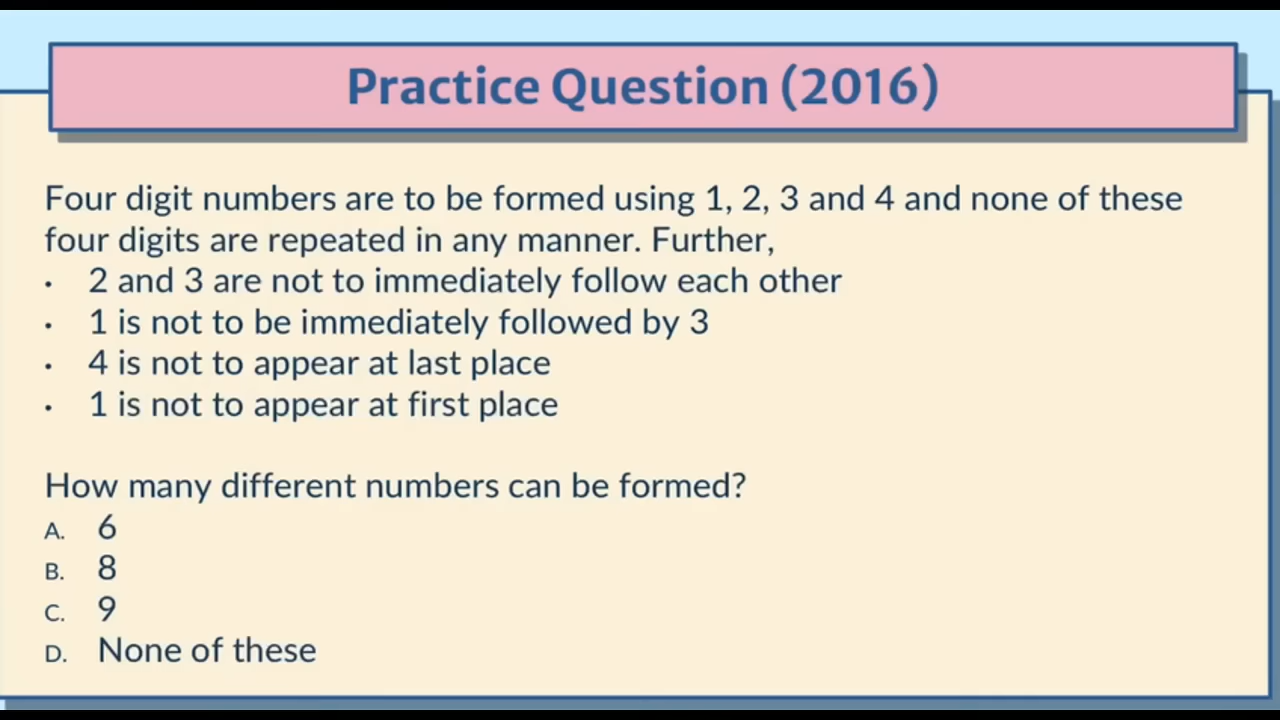 Practice Question (2016)
Four digit numbers are to be formed using 1, 2, 3 and 4 and none of these
four digits are repeated in any manner. Further,
• 2 and 3 are not to immediately follow each other
• 1 is not to be immediately followed by 3
• 4 is not to appear at last place
• 1 is not to appear at first place
How many different numbers can be formed?
A. 6
B. 8
C. 9
D. None of these